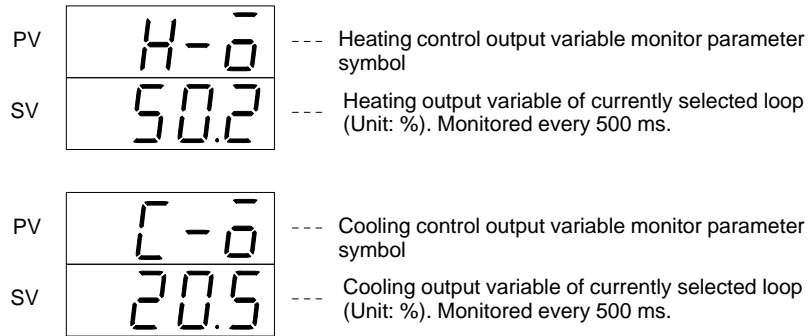 PV
H-ō
Heating control output variable monitor parameter
symbol
SV
50.2
Heating output variable of currently selected loop
(Unit: %). Monitored every 500 ms.
PV
C-ō
Cooling control output variable monitor parameter
symbol
SV
20.5
Cooling output variable of currently selected loop
(Unit: %). Monitored every 500 ms.